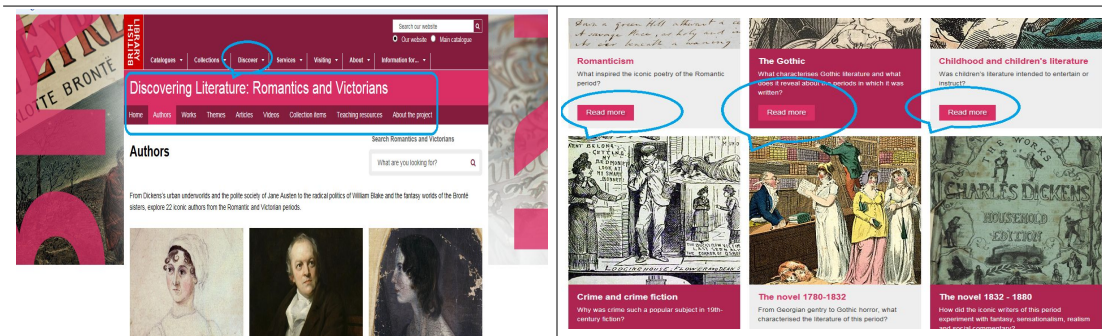 EYRE
BRONTË
LOTTE BRONTË
BRITISH
LIBRARY
Search our website
Our website
Main catalogue
Catalogues
Collections
Discover
Services
Visiting
About
Information for...
Discovering Literature: Romantics and Victorians
Home
Authors
Works
Themes
Articles
Videos
Collection items
Teaching resources
About the project
Search Romantics and Victorians
Authors
What are you looking for?
From Dickens's urban underworlds and the polite society of Jane Austen to the radical politics of William Blake and the fantasy worlds of the Brontë
sisters, explore 22 iconic authors from the Romantic and Victorian periods.
Romanticism
What inspired the iconic poetry of the Romantic
period?
Read more
The Gothic
What characterises Gothic literature and what
does it reveal about the periods in which it was
written?
Read more
Childhood and children's literature
Was children's literature intended to entertain or
instruct?
Read more
THE WORKS
OF
CHARLES DICKENS
HOUSEHOLD
EDITION
LODGING HOUSE, FLOWER AND DEAN
Crime and crime fiction
Why was crime such a popular subject in 19th-
century fiction?
The novel 1780-1832
From Georgian gentry to Gothic horror, what
characterised the literature of this period?
The novel 1832 - 1880
How did the iconic writers of this period
experiment with fantasy, sensationalism, realism
and social commentary?